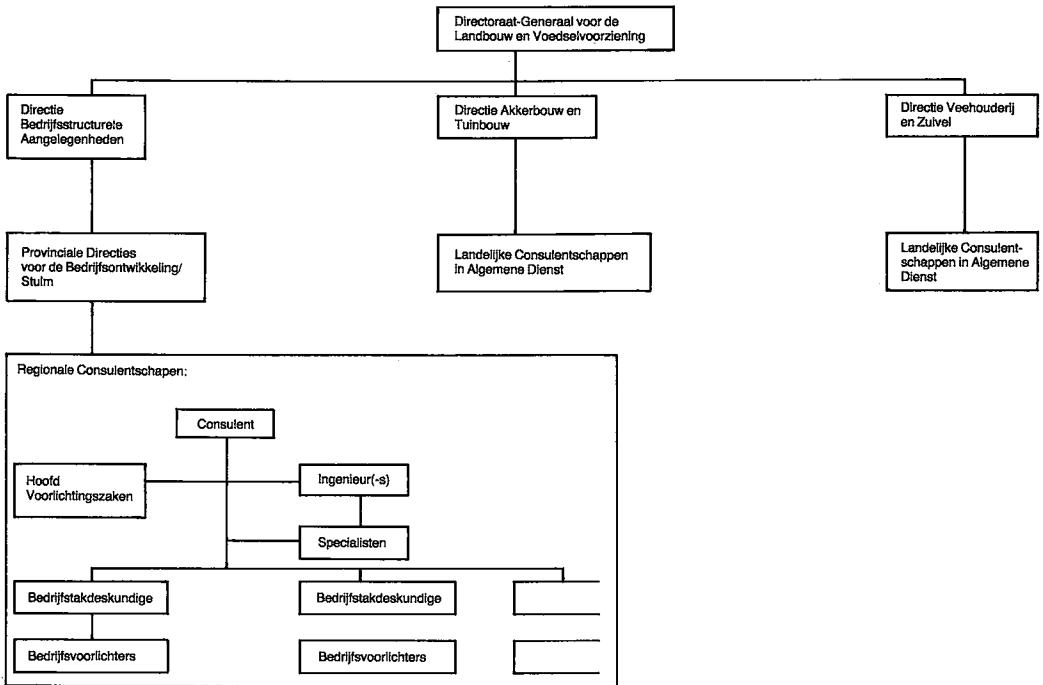 Directoraat-Generaal voor de
Landbouw en Voedselvoorziening
Directie
Bedrijfsstructurele
Aangelegenheden
Directie Akkerbouw en
Tuinbouw
Directie Veehouderij
en Zuivel
Provinciale Directies
voor de Bedrijfsontwikkeling/
Stulm
Landelijke Consulentschappen
in Algemene Dienst
Landelijke Consulent-
schappen in Algemene
Dienst
Regionale Consulentschapen:
Consulent
Hoofd
Voorlichtingszaken
Ingenieur(-s)
Specialisten
Bedrijfstakdeskundige
Bedrijfstakdeskundige
Bedrijfsvoorlichters
Bedrijfsvoorlichters